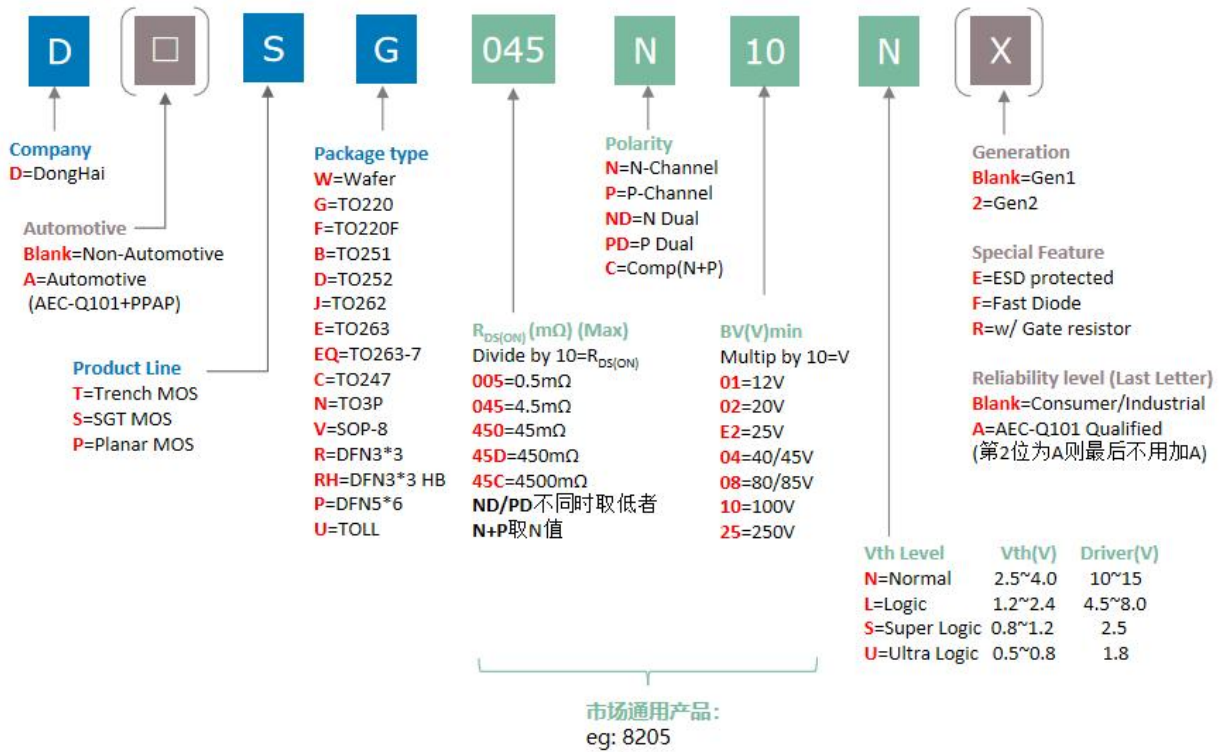 D □ S G 045 N 10 N X
Company
D=DongHai
Automotive
Blank=Non-Automotive
A=Automotive
(AEC-Q101+PPAP)
Product Line
T=Trench MOS
S=SGT MOS
P=Planar MOS
Package type
W=Wafer
G=TO220
F=TO220F
B=TO251
D=TO252
J=TO262
E=TO263
EQ=TO263-7
C=TO247
N=TO3P
V=SOP-8
R=DFN3*3
RH=DFN3*3 HB
P=DFN5*6
U=TOLL
RDS(ON) (mΩ) (Max)
Divide by 10=RDS(ON)
005=0.5mΩ
045=4.5mΩ
450=45mΩ
45D=450mΩ
45C=4500mΩ
ND/PD不同时取低者
N+P取N值
Polarity
N=N-Channel
P=P-Channel
ND=N Dual
PD=P Dual
C=Comp(N+P)
BV(V)min
Multip by 10=V
01=12V
02=20V
E2=25V
04=40/45V
08=80/85V
10=100V
25=250V
Vth Level Vth(V) Driver(V)
N=Normal 2.5~4.0 10~15
L=Logic 1.2~2.4 4.5~8.0
S=Super Logic 0.8~1.2 2.5
U=Ultra Logic 0.5~0.8 1.8
Generation
Blank=Gen1
2=Gen2
Special Feature
E=ESD protected
F=Fast Diode
R=w/ Gate resistor
Reliability level (Last Letter)
Blank=Consumer/Industrial
A=AEC-Q101 Qualified
(第2位为A则最后不用加A)
市场通用产品：
eg: 8205